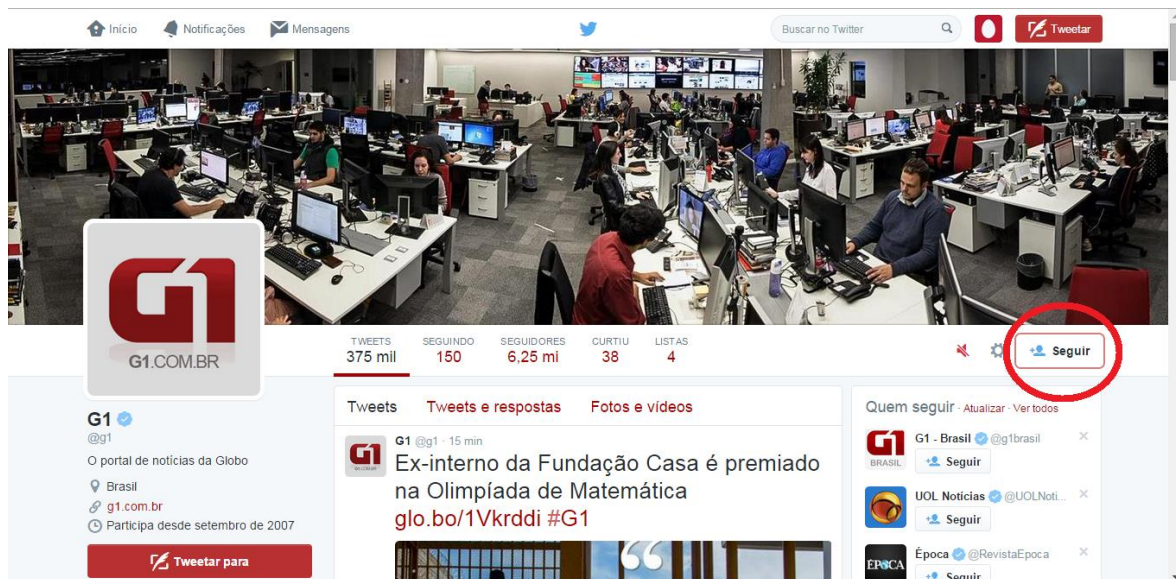 Início Notificações Mensagens Buscar no Twitter Tweetar
G1
G1.COM.BR
TWEETS SEGUINDO SEGUIDORES CURTIU LISTAS
375 mil 150 6,25 mi 38 4
Seguir
G1
@g1
O portal de notícias da Globo
Brasil
g1.com.br
Participa desde setembro de 2007
Tweetar para
Tweets Tweets e respostas Fotos e vídeos
G1
G1 @g1 · 15 min
Ex-interno da Fundação Casa é premiado
na Olimpíada de Matemática
glo.bo/1Vkrddi #G1
Quem seguir · Atualizar · Ver todos
G1
BRASIL
G1 - Brasil @g1brasil
Seguir
UOL Notícias @UOLNoti...
Seguir
ÉPOCA
Época @RevistaEpoca
Seguir